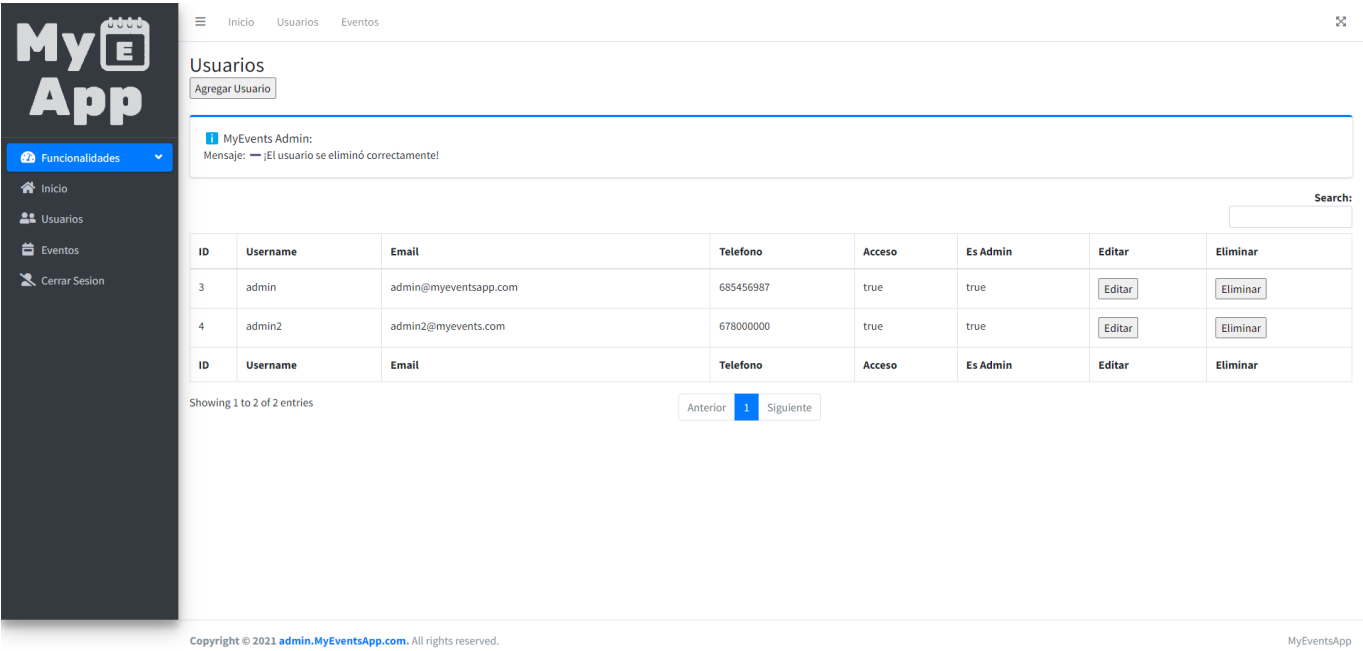 My E
App
Funcionalidades
Inicio
Usuarios
Eventos
Cerrar Sesion
Inicio Usuarios Eventos
Usuarios
Agregar Usuario
i MyEvents Admin:
Mensaje: ➖ ¡El usuario se eliminó correctamente!
Search:
ID Username Email Telefono Acceso Es Admin Editar Eliminar
3 admin admin@myeventsapp.com 685456987 true true Editar Eliminar
4 admin2 admin2@myevents.com 678000000 true true Editar Eliminar
ID Username Email Telefono Acceso Es Admin Editar Eliminar
Showing 1 to 2 of 2 entries
Anterior 1 Siguiente
Copyright © 2021 admin.MyEventsApp.com. All rights reserved.
MyEventsApp